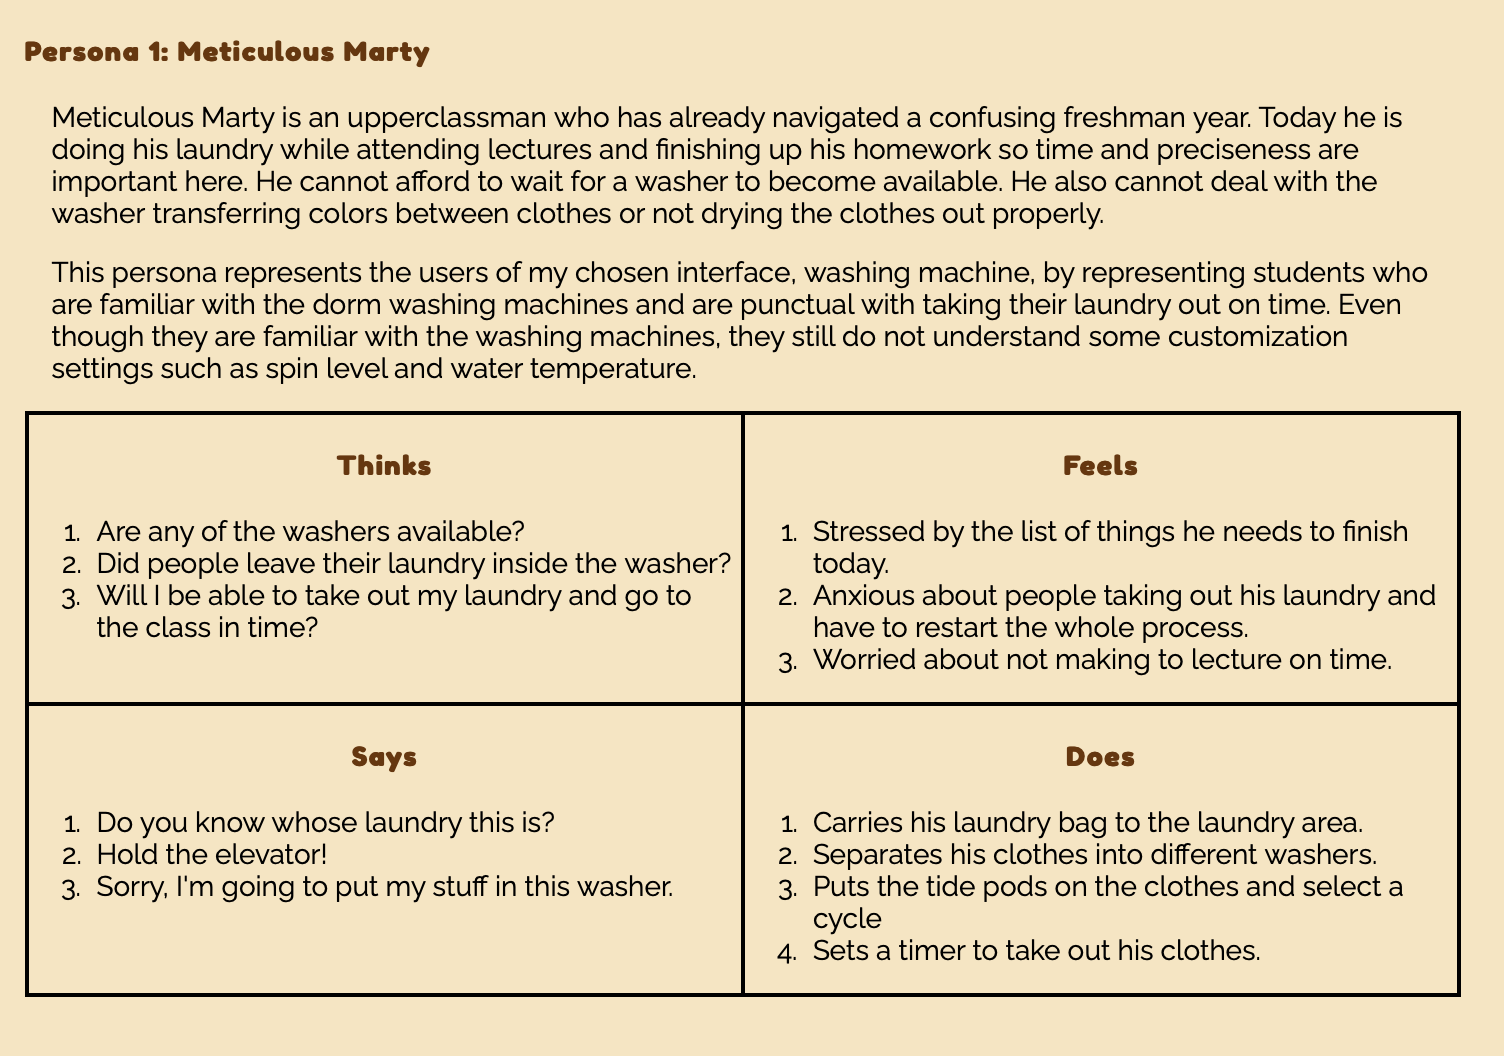 Persona 1: Meticulous Marty
Meticulous Marty is an upperclassman who has already navigated a confusing freshman year. Today he is
doing his laundry while attending lectures and finishing up his homework so time and preciseness are
important here. He cannot afford to wait for a washer to become available. He also cannot deal with the
washer transferring colors between clothes or not drying the clothes out properly.
This persona represents the users of my chosen interface, washing machine, by representing students who
are familiar with the dorm washing machines and are punctual with taking their laundry out on time. Even
though they are familiar with the washing machines, they still do not understand some customization
settings such as spin level and water temperature.
Thinks
1. Are any of the washers available?
2. Did people leave their laundry inside the washer?
3. Will I be able to take out my laundry and go to
the class in time?
Feels
1. Stressed by the list of things he needs to finish
today.
2. Anxious about people taking out his laundry and
have to restart the whole process.
3. Worried about not making to lecture on time.
Says
1. Do you know whose laundry this is?
2. Hold the elevator!
3. Sorry, I'm going to put my stuff in this washer.
Does
1. Carries his laundry bag to the laundry area.
2. Separates his clothes into different washers.
3. Puts the tide pods on the clothes and select a
cycle
4. Sets a timer to take out his clothes.